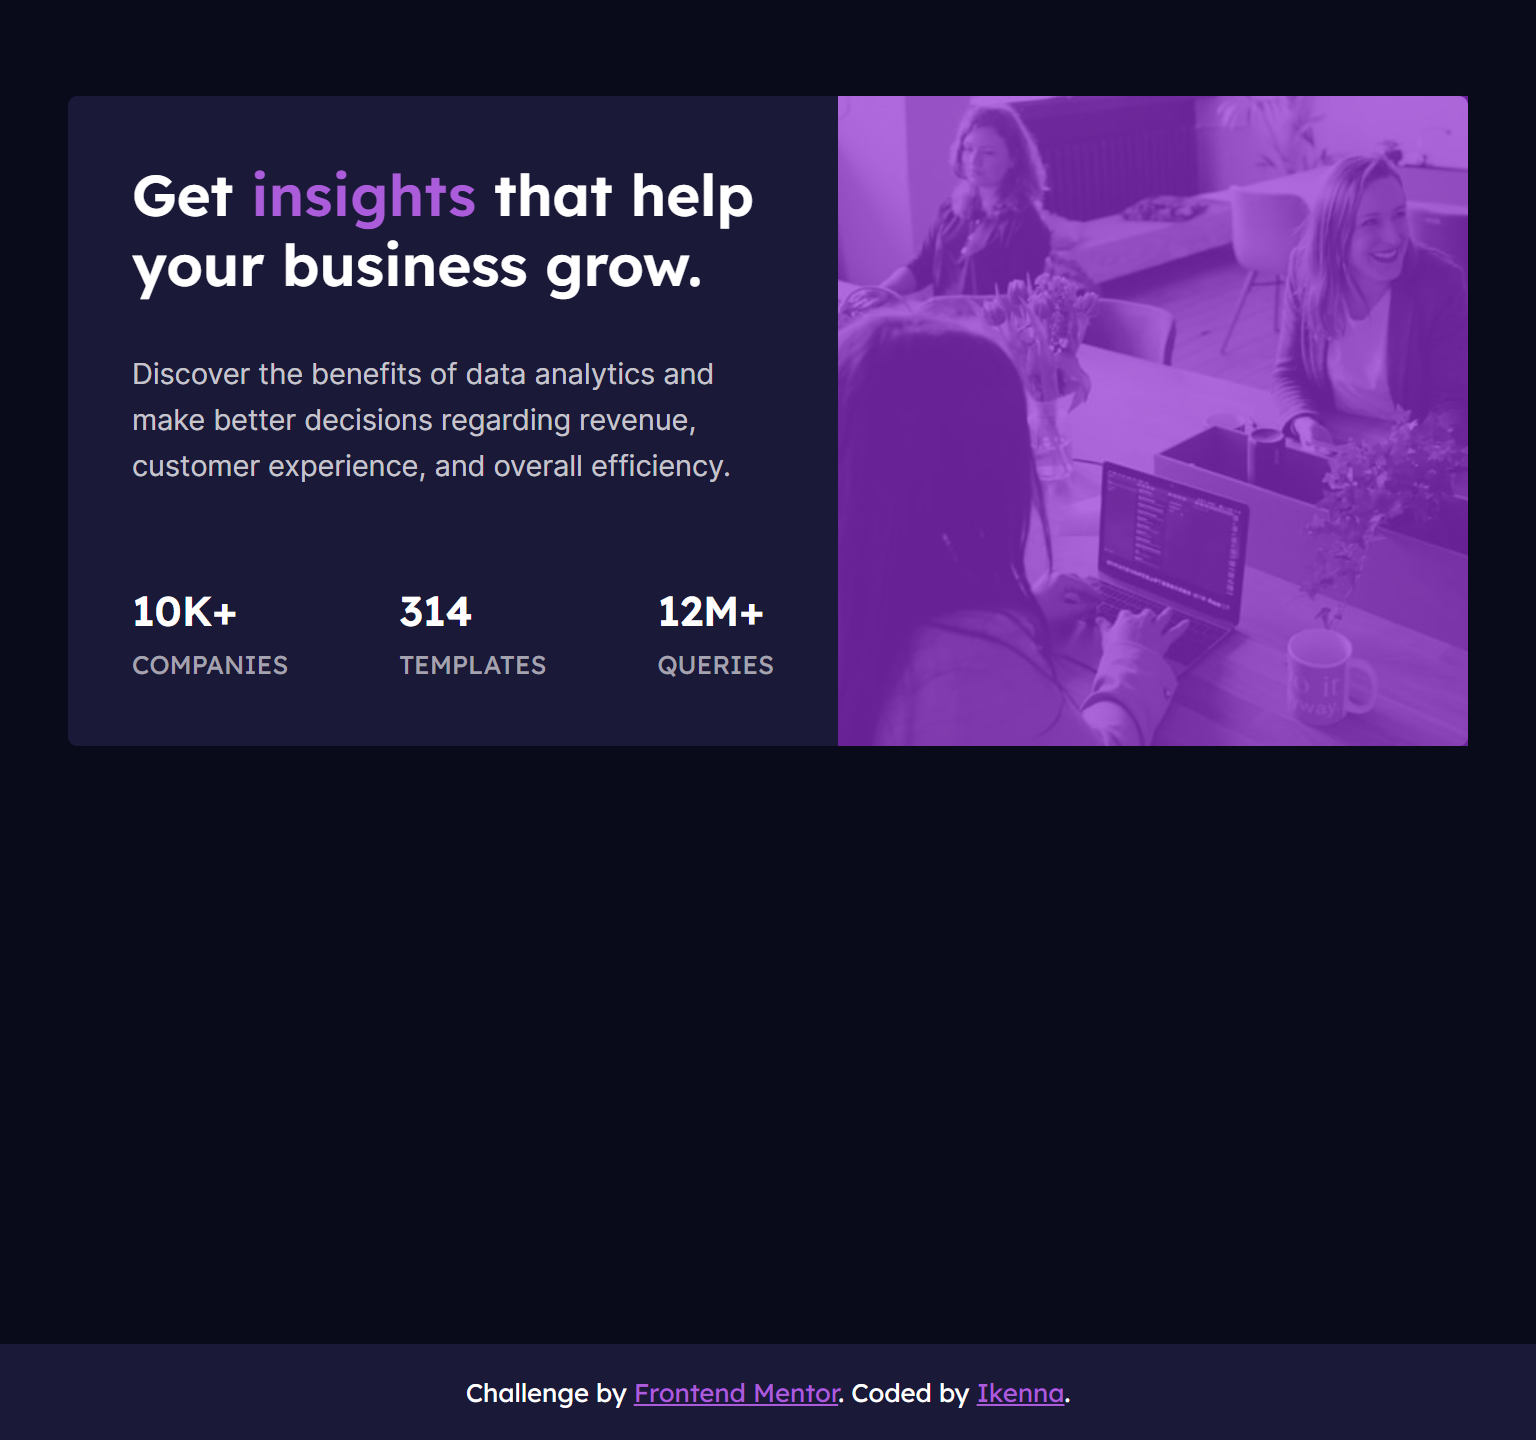 Get insights that help
your business grow.
Discover the benefits of data analytics and
make better decisions regarding revenue,
customer experience, and overall efficiency.
10K+ 314 12M+
COMPANIES TEMPLATES QUERIES
Challenge by Frontend Mentor. Coded by Ikenna.